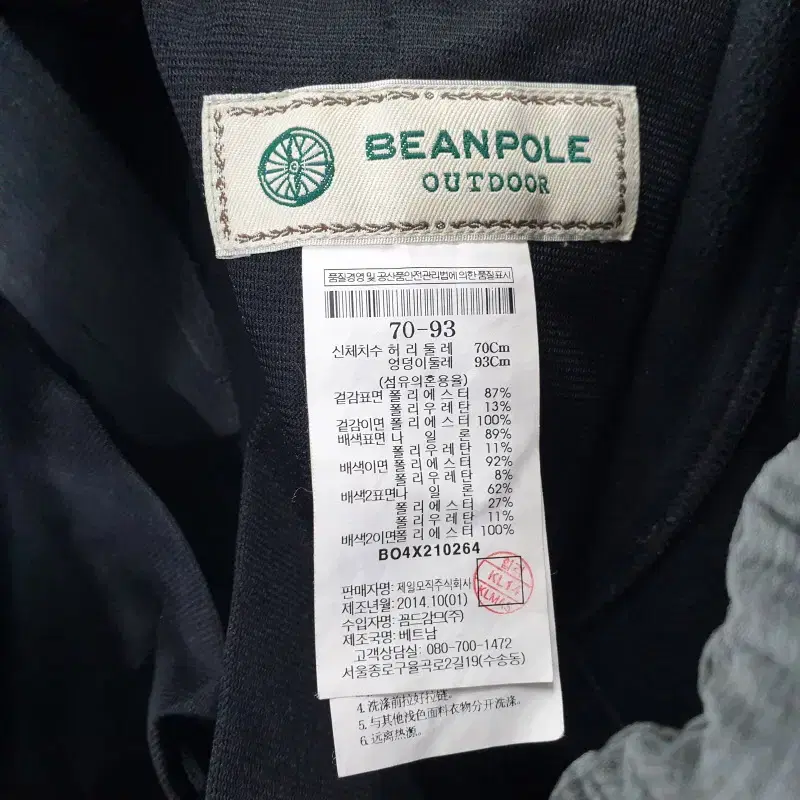 BEANPOLE
OUTDOOR
품질경영 및 공산품안전관리법에 의한 품질표시
70-93
신체치수 허 리 둘 레 70Cm
엉덩이둘레 93Cm
(섬유의혼용율)
겉감표면 폴 리 에 스 터 87%
폴 리 우 레 탄 13%
겉감이면 폴 리 에 스 터 100%
배색표면 나 일 론 89%
폴 리 우 레 탄 11%
배색이면 폴 리 에 스 터 92%
폴 리 우 레 탄 8%
배색2표면나 일 론 62%
폴 리 에 스 터 27%
폴 리 우 레 탄 11%
배색2이면폴 리 에 스 터 100%
BO4X210264
판매자명: 제일모직주식회사
제조년월: 2014.10(01)
수입자명: 꼼드감므(주)
제조국명: 베트남
고객상담실: 080-700-1472
서울종로구율곡로2길19(수송동)
4.洗涤前拉好拉链。
5.与其他浅色面料衣物分开洗涤。
6.远离热源。